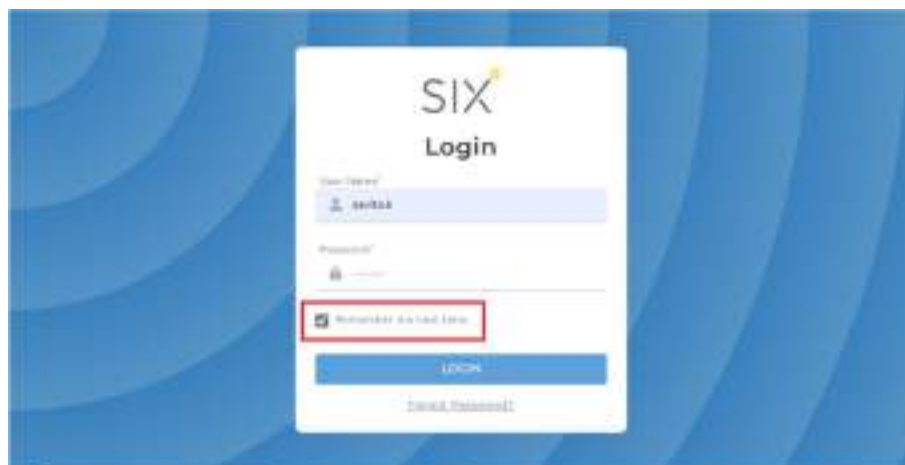 SIX
Login
User Name*
Password*
Remember me next time
LOGIN
Forgot Password?